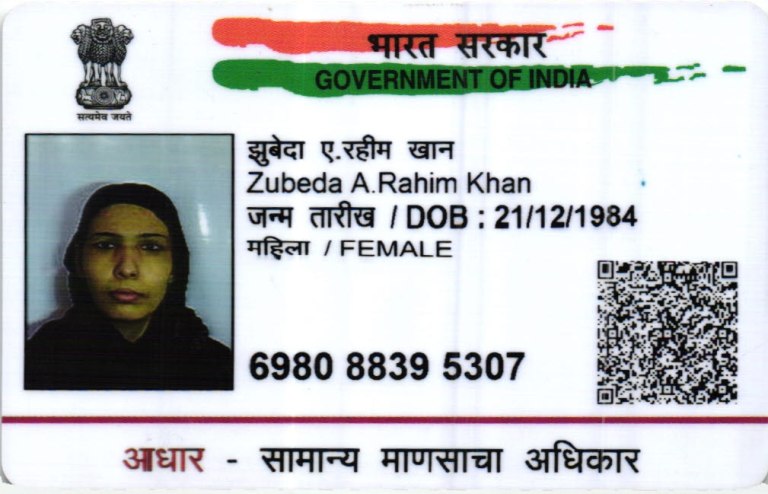 सत्यमेव जयते
भारत सरकार
GOVERNMENT OF INDIA
झुबेदा ए.रहीम खान
Zubeda A.Rahim Khan
जन्म तारीख / DOB : 21/12/1984
महिला / FEMALE
6980 8839 5307
आधार - सामान्य माणसाचा अधिकार